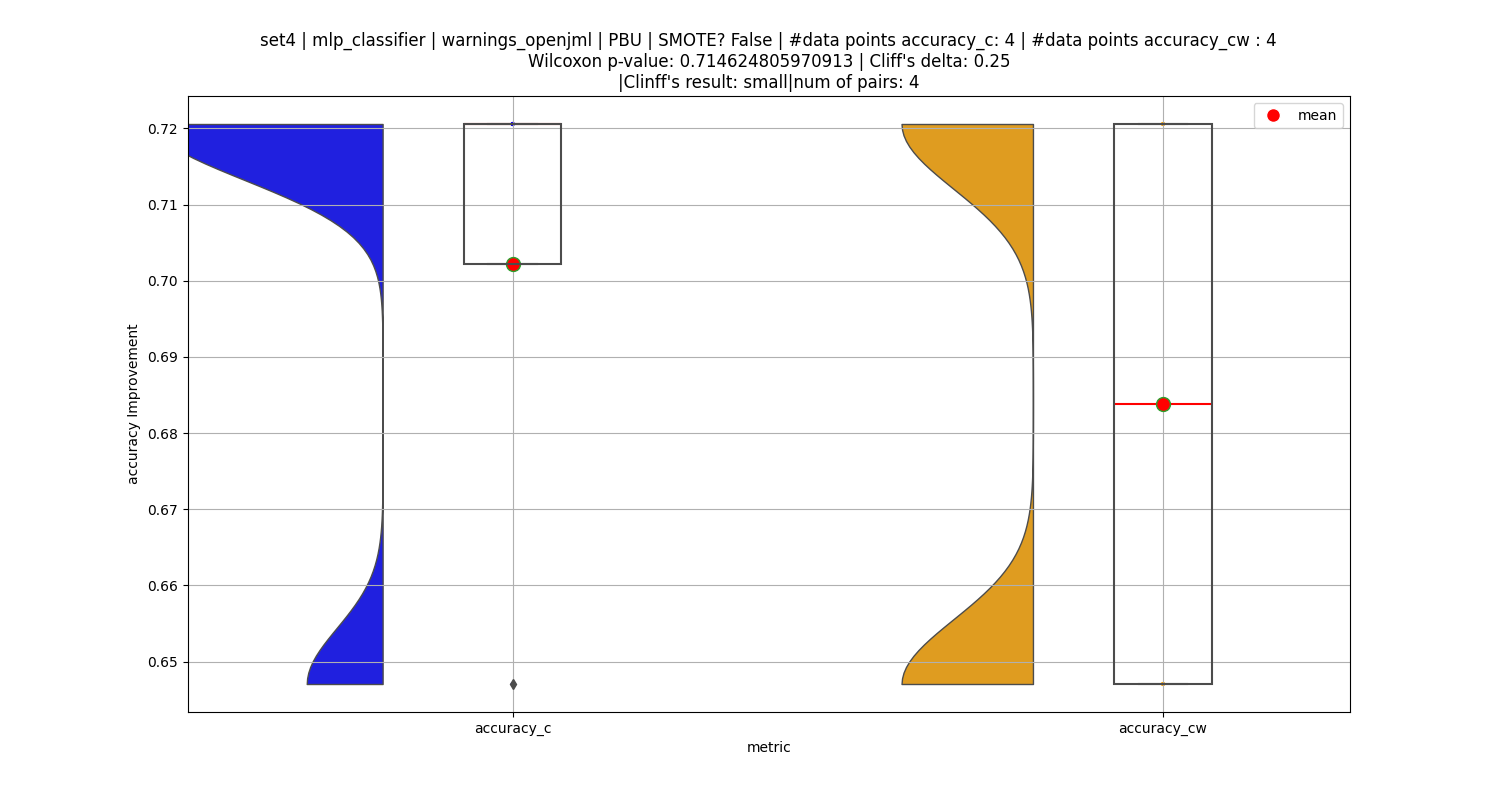 set4 | mlp_classifier | warnings_openjml | PBU | SMOTE? False | #data points accuracy_c: 4 | #data points accuracy_cw : 4
Wilcoxon p-value: 0.714624805970913 | Cliff's delta: 0.25
|Clinff's result: small|num of pairs: 4
mean
0.72
0.71
0.70
0.69
0.68
0.67
0.66
0.65
accuracy Improvement
accuracy_c
accuracy_cw
metric